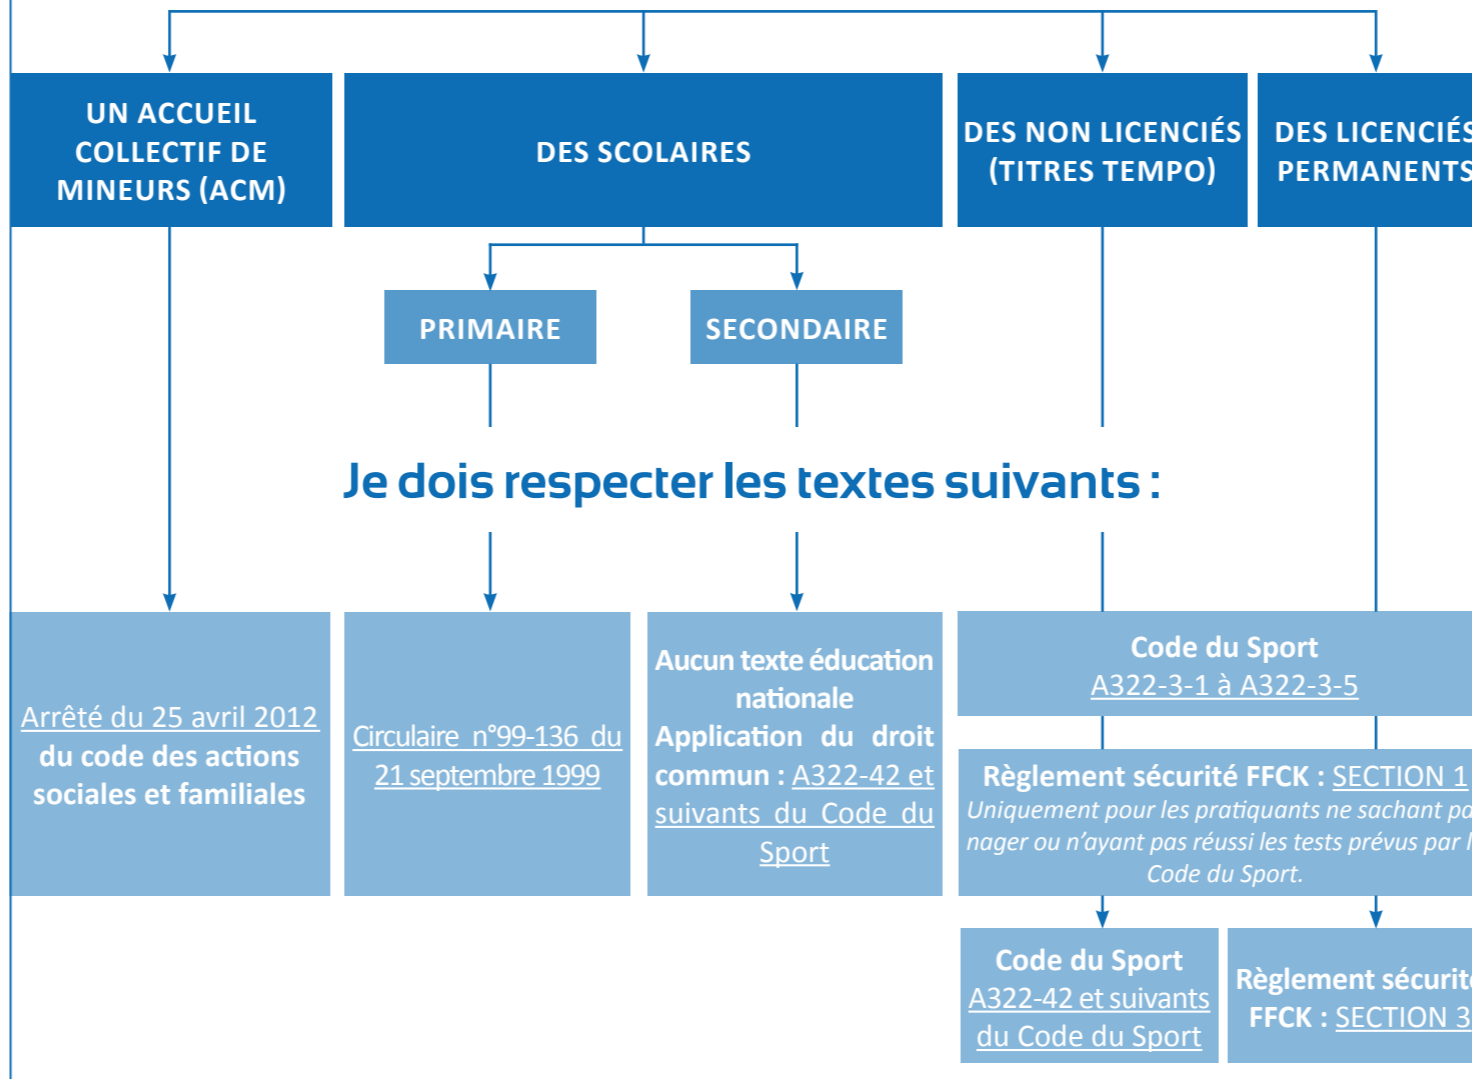 UN ACCUEIL
COLLECTIF DE
MINEURS (ACM)
DES SCOLAIRES
DES NON LICENCIÉS
(TITRES TEMPO)
DES LICENCIÉS
PERMANENTS
PRIMAIRE
SECONDAIRE
Je dois respecter les textes suivants :
Arrêté du 25 avril 2012
du code des actions
sociales et familiales
Circulaire n°99-136 du
21 septembre 1999
Aucun texte éducation
nationale
Application du droit
commun : A322-42 et
suivants du Code du
Sport
Code du Sport
A322-3-1 à A322-3-5
Règlement sécurité FFCK : SECTION 1
Uniquement pour les pratiquants ne sachant pa
nager ou n'ayant pas réussi les tests prévus par l
Code du Sport.
Code du Sport
A322-42 et suivants
du Code du Sport
Règlement sécurité
FFCK : SECTION 3